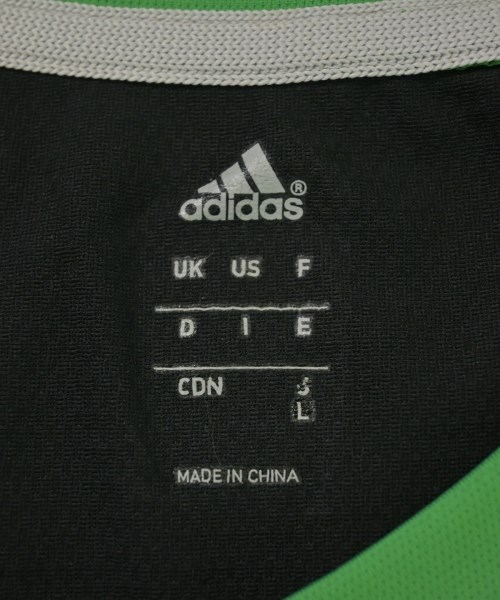 adidas®
UK US F
D I E
CDN J
L
MADE IN CHINA